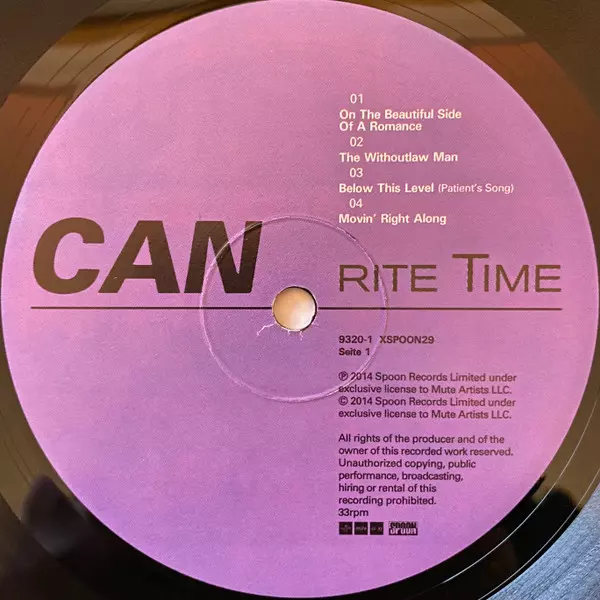 01
On The Beautiful Side
Of A Romance
02
The Withoutlaw Man
03
Below This Level (Patient's Song)
04
Movin' Right Along
CAN
RITE TIME
9320-1 XSPOON29
Seite 1
℗ 2014 Spoon Records Limited under
exclusive license to Mute Artists LLC.
© 2014 Spoon Records Limited under
exclusive license to Mute Artists LLC.
All rights of the producer and of the
owner of this recorded work reserved.
Unauthorized copying, public
performance, broadcasting,
hiring or rental of this
recording prohibited.
33rpm
SPOON